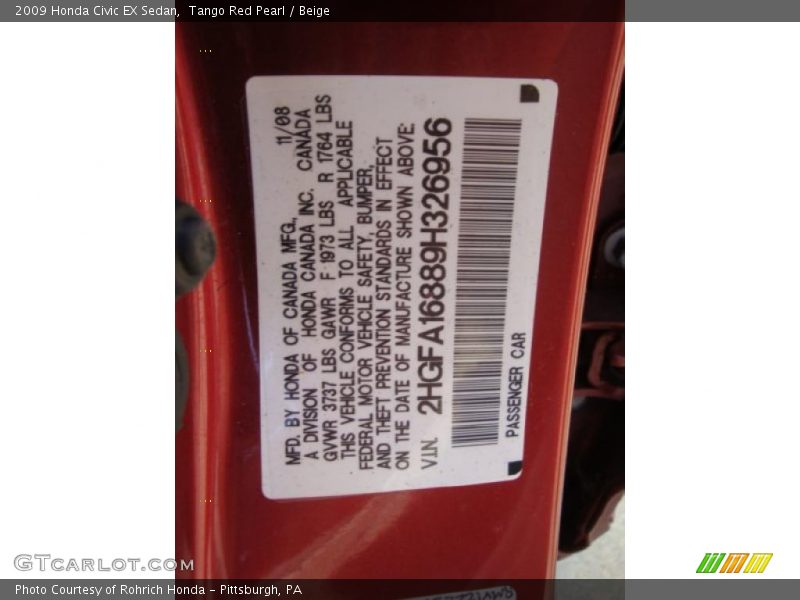 2009 Honda Civic EX Sedan,  Tango Red Pearl / Beige
11/08
MFD. BY HONDA OF CANADA MFG.,
A DIVISION OF HONDA CANADA INC. CANADA
GVWR 3737 LBS GAWR F 1973 LBS R 1764 LBS
THIS VEHICLE CONFORMS TO ALL APPLICABLE
FEDERAL MOTOR VEHICLE SAFETY, BUMPER,
AND THEFT PREVENTION STANDARDS IN EFFECT
ON THE DATE OF MANUFACTURE SHOWN ABOVE:
V.I.N. 2HGFA16889H326956
PASSENGER CAR
GTcarlot.com
Photo Courtesy of Rohrich Honda - Pittsburgh, PA